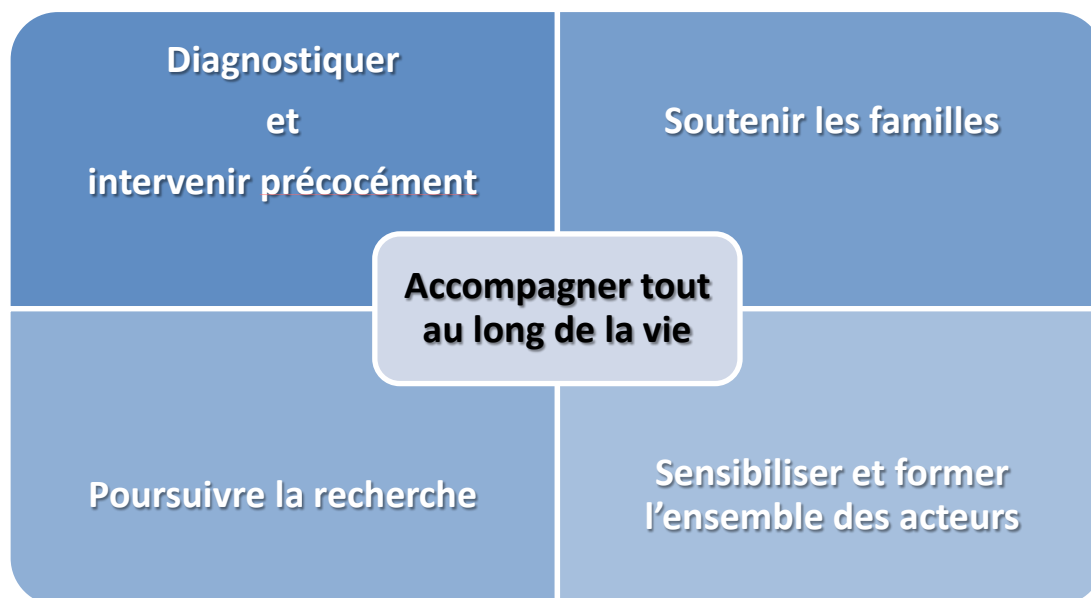 Diagnostiquer
et
intervenir précocément
Soutenir les familles
Accompagner tout
au long de la vie
Poursuivre la recherche
Sensibiliser et former
l’ensemble des acteurs